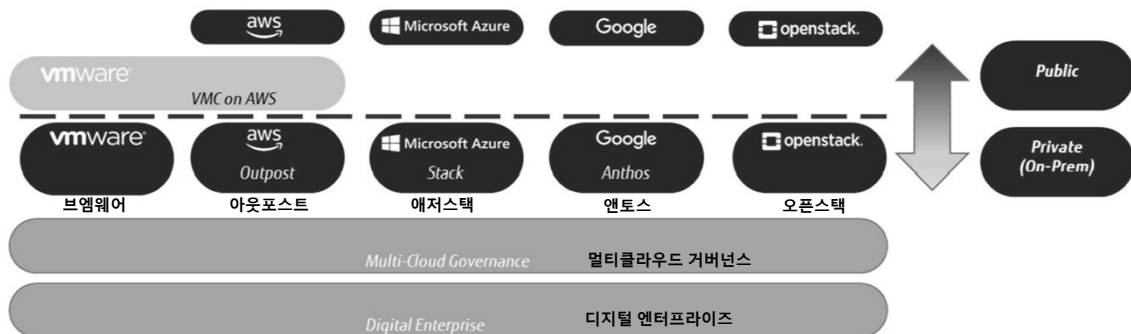 aws
Microsoft Azure
Google
openstack.
vmware®
VMC on AWS
Public
vmware®
aws
Outpost
Microsoft Azure
Stack
Google
Anthos
openstack.
Private
(On-Prem)
브엠웨어
아웃포스트
애저스택
앤토스
오픈스택
Multi-Cloud Governance 멀티클라우드 거버넌스
Digital Enterprise 디지털 엔터프라이즈